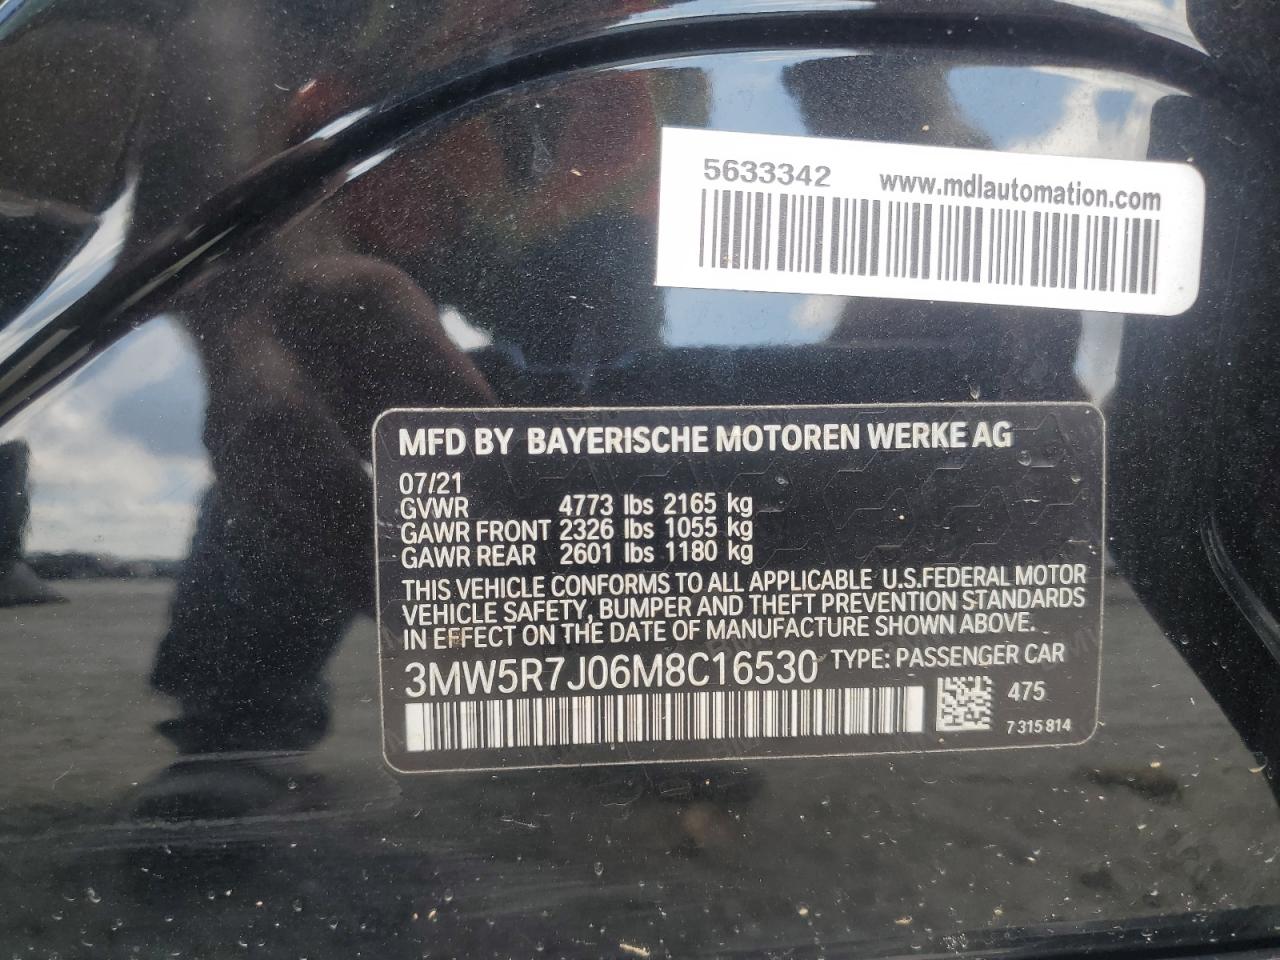 5633342 www.mdlautomation.com
MFD BY BAYERISCHE MOTOREN WERKE AG
07/21
GVWR 4773 lbs 2165 kg
GAWR FRONT 2326 lbs 1055 kg
GAWR REAR 2601 lbs 1180 kg
THIS VEHICLE CONFORMS TO ALL APPLICABLE U.S.FEDERAL MOTOR
VEHICLE SAFETY, BUMPER AND THEFT PREVENTION STANDARDS
IN EFFECT ON THE DATE OF MANUFACTURE SHOWN ABOVE.
3MW5R7J06M8C16530 TYPE: PASSENGER CAR
475
7 315 814